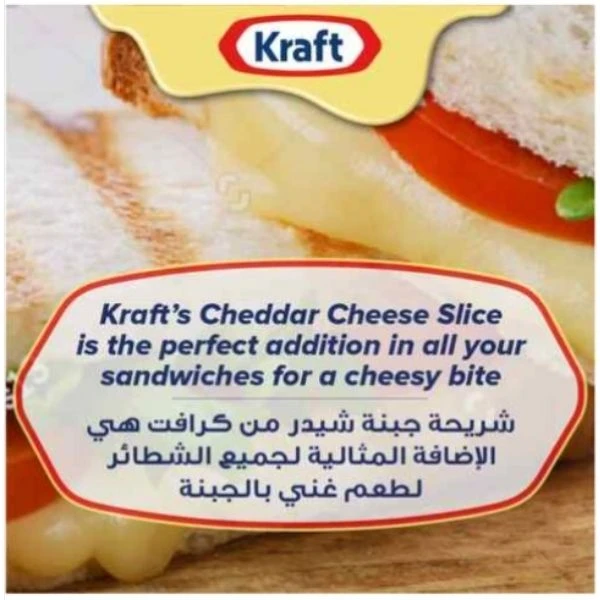 Kraft
Kraft's Cheddar Cheese Slice
is the perfect addition in all your
sandwiches for a cheesy bite
شريحة جبنة شيدر من كرافت هي
الإضافة المثالية لجميع الشطائر
لطعم غني بالجبنة